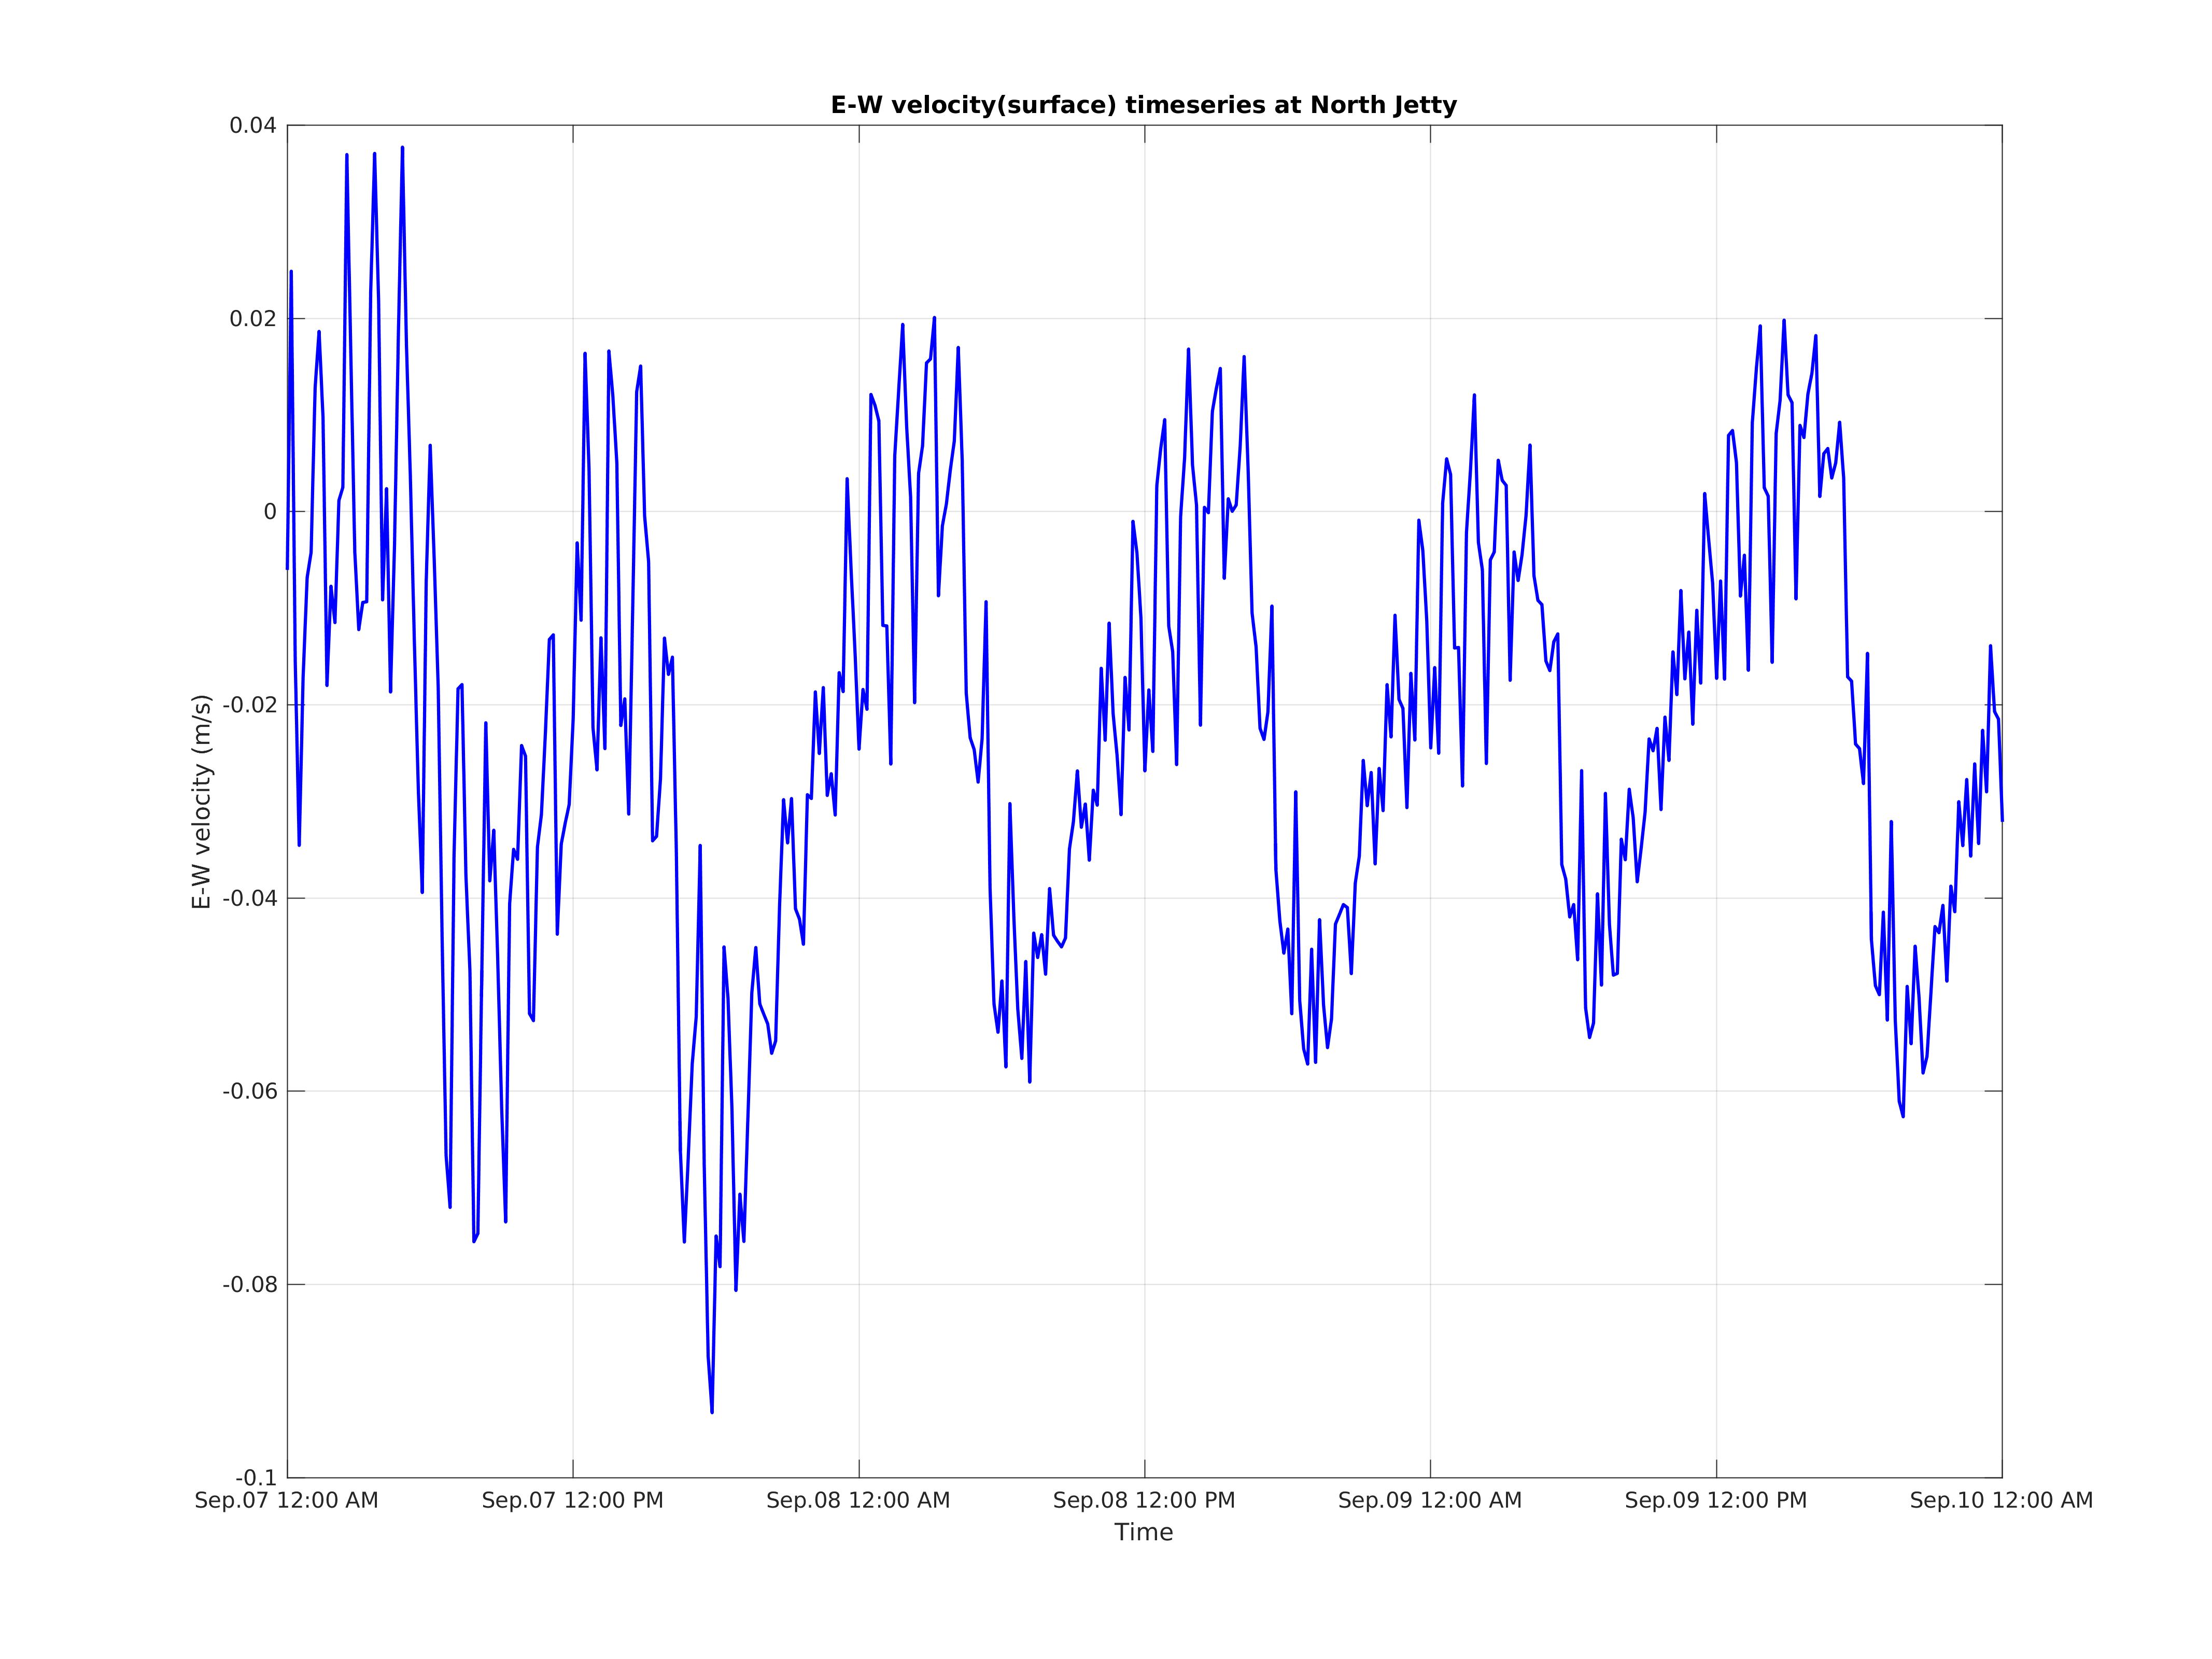 E-W velocity(surface) timeseries at North Jetty
0.04
0.02
0
-0.02
-0.04
-0.06
-0.08
-0.1
E-W velocity (m/s)
Sep.07 12:00 AM Sep.07 12:00 PM Sep.08 12:00 AM Sep.08 12:00 PM Sep.09 12:00 AM Sep.09 12:00 PM Sep.10 12:00 AM
Time